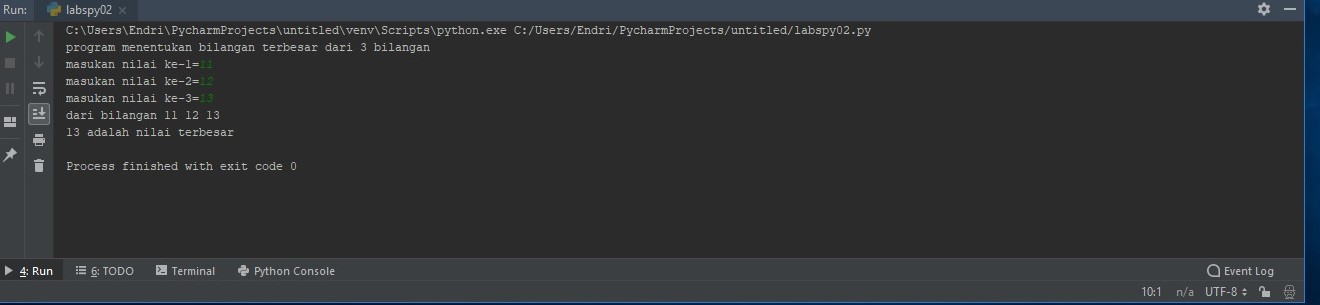 Run: labspy02
C:\Users\Endri\PycharmProjects\untitled\venv\Scripts\python.exe C:/Users/Endri/PycharmProjects/untitled/labspy02.py
program menentukan bilangan terbesar dari 3 bilangan
masukan nilai ke-1=11
masukan nilai ke-2=12
masukan nilai ke-3=13
dari bilangan 11 12 13
13 adalah nilai terbesar
Process finished with exit code 0
4: Run 6: TODO Terminal Python Console Event Log
10:1 n/a UTF-8